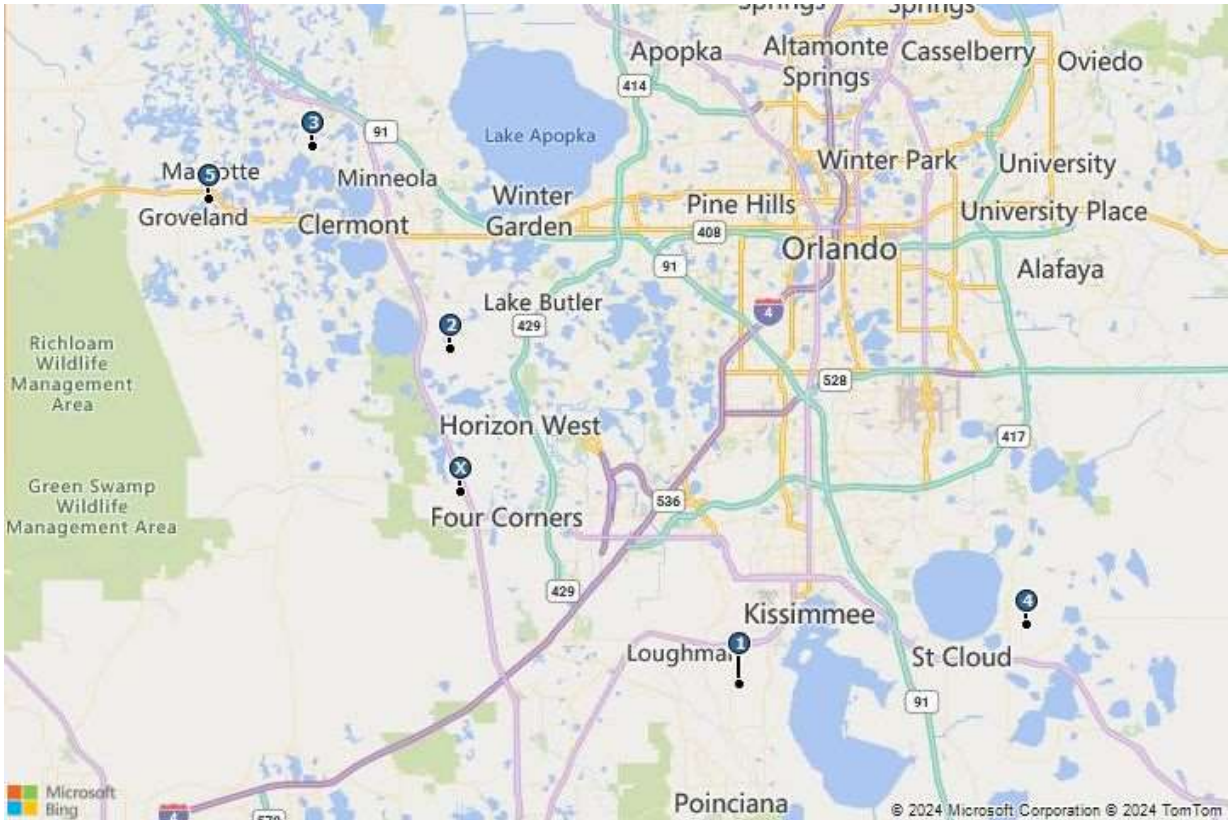 Springs
Springs
Apopka
Altamonte
Springs
Casselberry
Oviedo
414
Lake Apopka
3
91
Winter Park
University
5
Minneola
Winter
Garden
Pine Hills
University Place
Groveland
Clermont
408
Orlando
91
Alafaya
Lake Butler
4
2
429
Richloam
Wildlife
Management
Area
528
Horizon West
417
X
Green Swamp
Wildlife
Management Area
536
Four Corners
429
4
Kissimmee
1
St Cloud
91
Microsoft
Bing
Poinciana
4
© 2024 Microsoft Corporation © 2024 TomTom